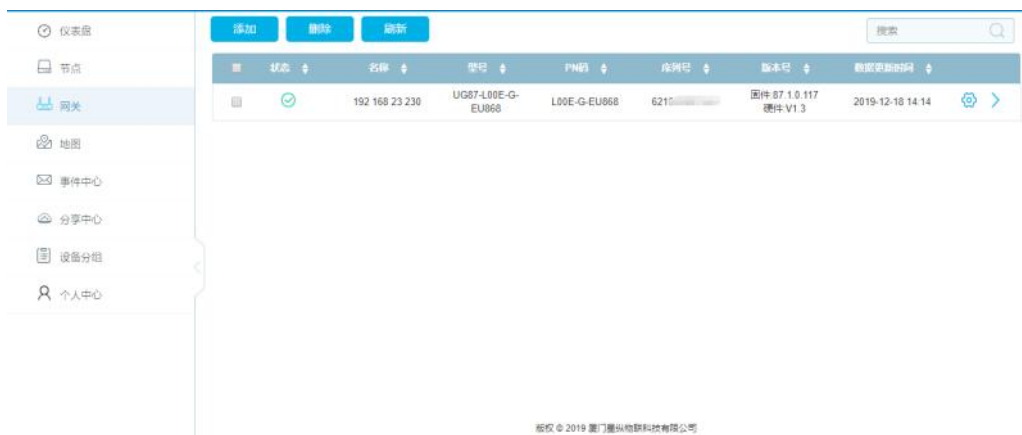 仪表盘
添加 删除 刷新
搜索
节点
状态 名称 型号 PN码 序列号 版本号 数据更新时间
网关
192 168 23 230
UG87-L00E-G-
EU868
L00E-G-EU868
621
固件:87.1.0.117
硬件:V1.3
2019-12-18 14:14
地图
事件中心
分享中心
设备分组
个人中心
版权 © 2019 厦门星纵物联科技有限公司